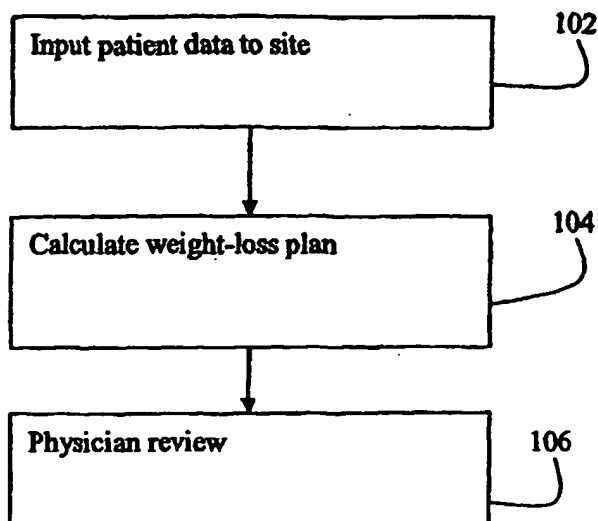 102
Input patient data to site
104
Calculate weight-loss plan
106
Physician review